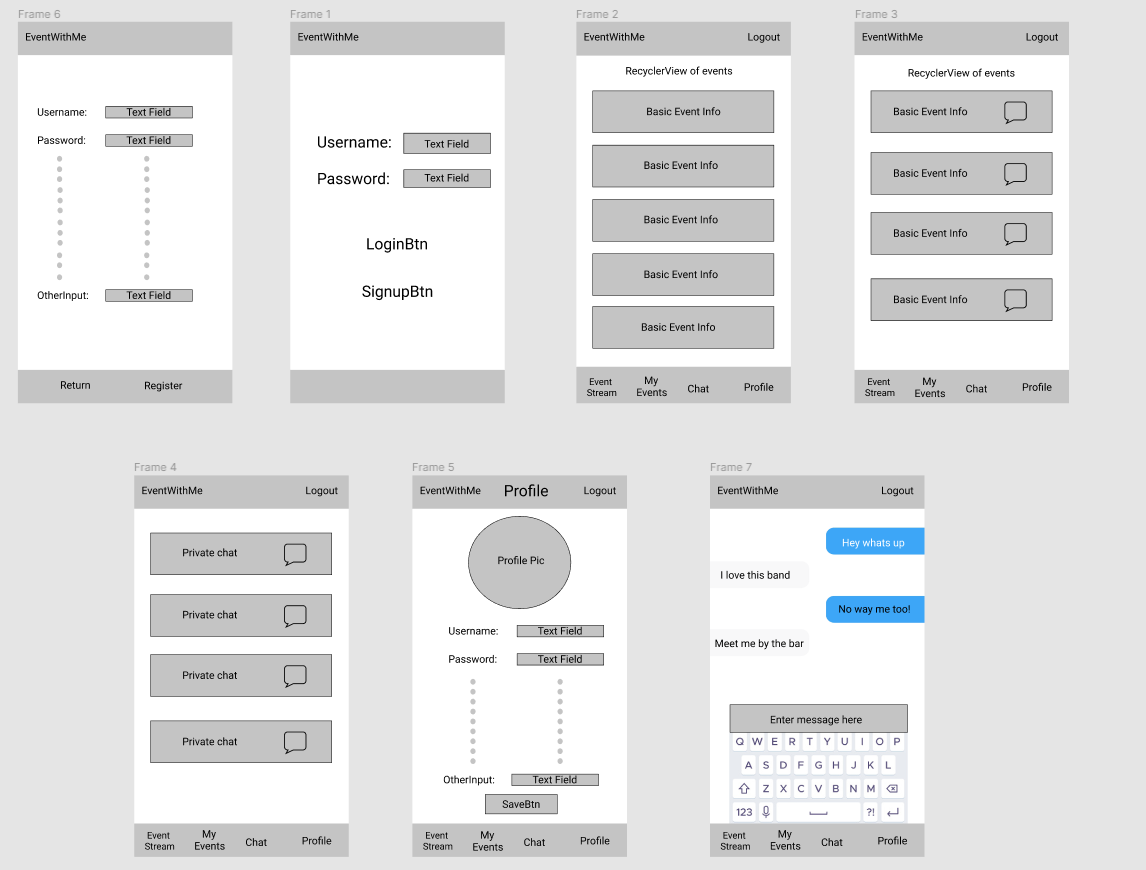 Frame 6
EventWithMe
Username: Text Field
Password: Text Field
OtherInput: Text Field
Return Register
Frame 1
EventWithMe
Username: Text Field
Password: Text Field
LoginBtn
SignupBtn
Frame 2
EventWithMe Logout
RecyclerView of events
Basic Event Info
Basic Event Info
Basic Event Info
Basic Event Info
Basic Event Info
Event Stream My Events Chat Profile
Frame 3
EventWithMe Logout
RecyclerView of events
Basic Event Info
Basic Event Info
Basic Event Info
Basic Event Info
Event Stream My Events Chat Profile
Frame 4
EventWithMe Logout
Private chat
Private chat
Private chat
Private chat
Event Stream My Events Chat Profile
Frame 5
EventWithMe Profile Logout
Profile Pic
Username: Text Field
Password: Text Field
OtherInput: Text Field
SaveBtn
Event Stream My Events Chat Profile
Frame 7
EventWithMe Logout
Hey whats up
I love this band
No way me too!
Meet me by the bar
Enter message here
Q W E R T Y U I O P
A S D F G H J K L
Z X C V B N M
123 ?!
Event Stream My Events Chat Profile